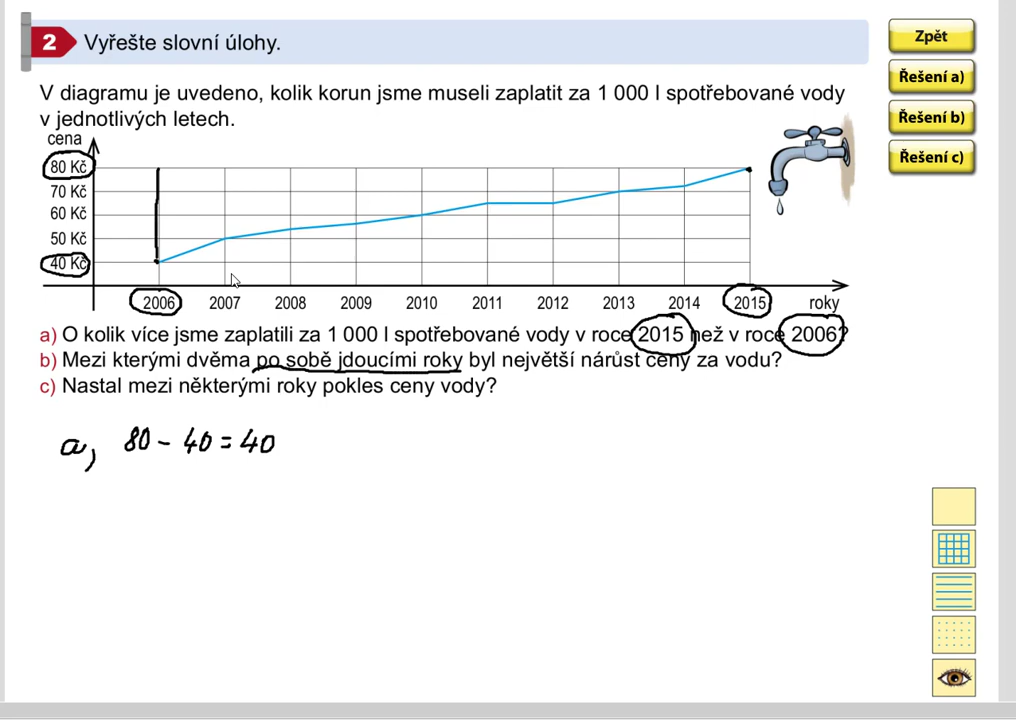 2 Vyřešte slovní úlohy.
Zpět
Řešení a)
Řešení b)
Řešení c)
V diagramu je uvedeno, kolik korun jsme museli zaplatit za 1 000 l spotřebované vody
v jednotlivých letech.
cena
80 Kč
70 Kč
60 Kč
50 Kč
40 Kč
2006 2007 2008 2009 2010 2011 2012 2013 2014 2015 roky
a) O kolik více jsme zaplatili za 1 000 l spotřebované vody v roce 2015 než v roce 2006?
b) Mezi kterými dvěma po sobě jdoucími roky byl největší nárůst ceny za vodu?
c) Nastal mezi některými roky pokles ceny vody?
a, 80 - 40 = 40